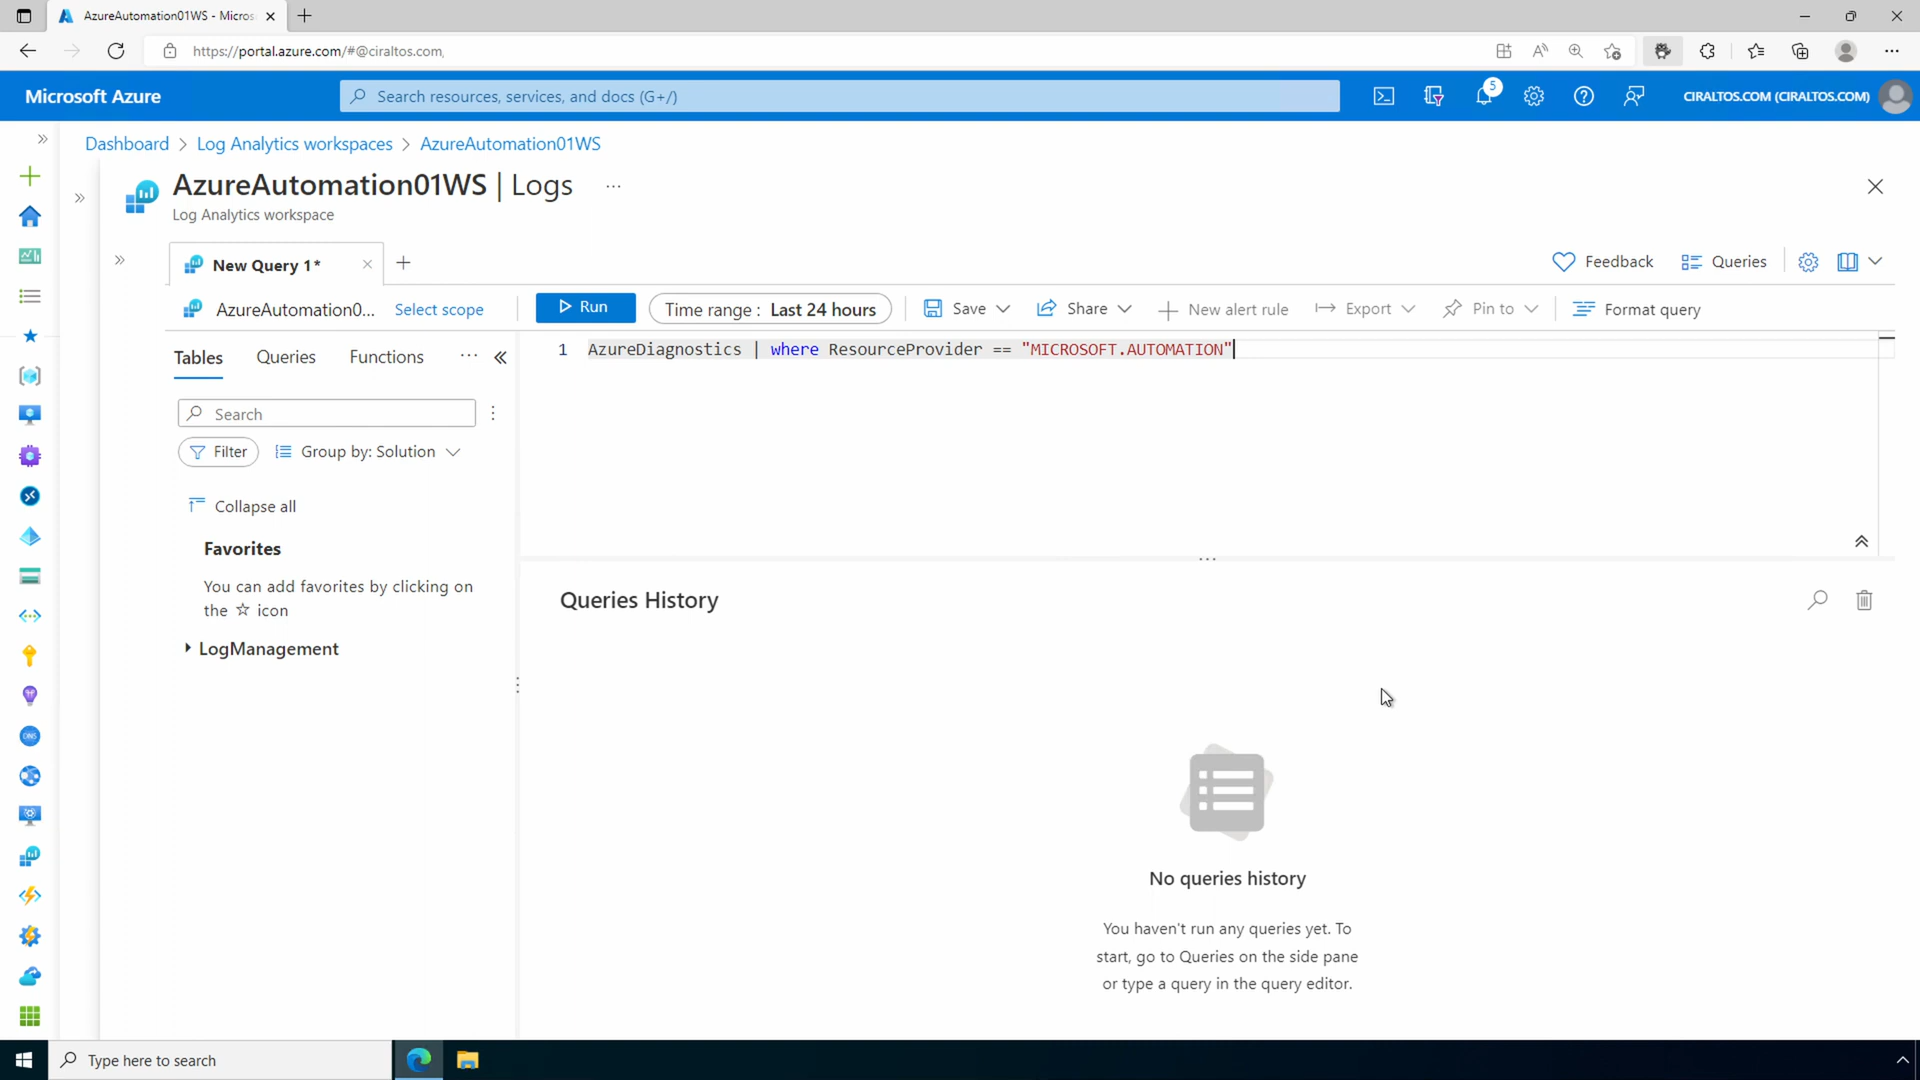 AzureAutomation01WS - Micros
https://portal.azure.com/#@ciraltos.com,
Microsoft Azure
Search resources, services, and docs (G+/)
5
CIRALTOS.COM (CIRALTOS.COM)
Dashboard > Log Analytics workspaces > AzureAutomation01WS
AzureAutomation01WS | Logs ...
Log Analytics workspace
New Query 1*
Feedback
Queries
AzureAutomation0...
Select scope
Run
Time range : Last 24 hours
Save
Share
New alert rule
Export
Pin to
Format query
Tables
Queries
Functions
1 AzureDiagnostics | where ResourceProvider == "MICROSOFT.AUTOMATION"
Search
Filter
Group by: Solution
Collapse all
Favorites
You can add favorites by clicking on
the ☆ icon
LogManagement
Queries History
No queries history
You haven't run any queries yet. To
start, go to Queries on the side pane
or type a query in the query editor.
DNS
Type here to search